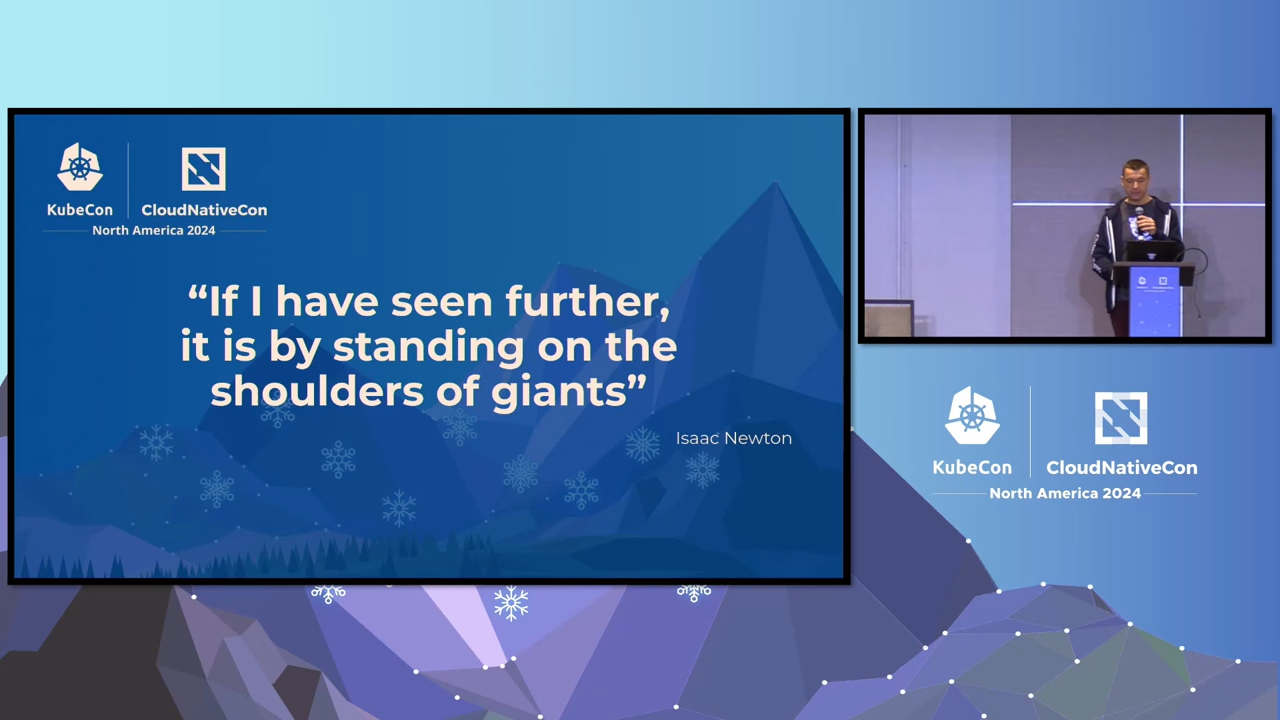 KubeCon
CloudNativeCon
North America 2024
“If I have seen further,
it is by standing on the
shoulders of giants”
Isaac Newton
KubeCon
CloudNativeCon
North America 2024